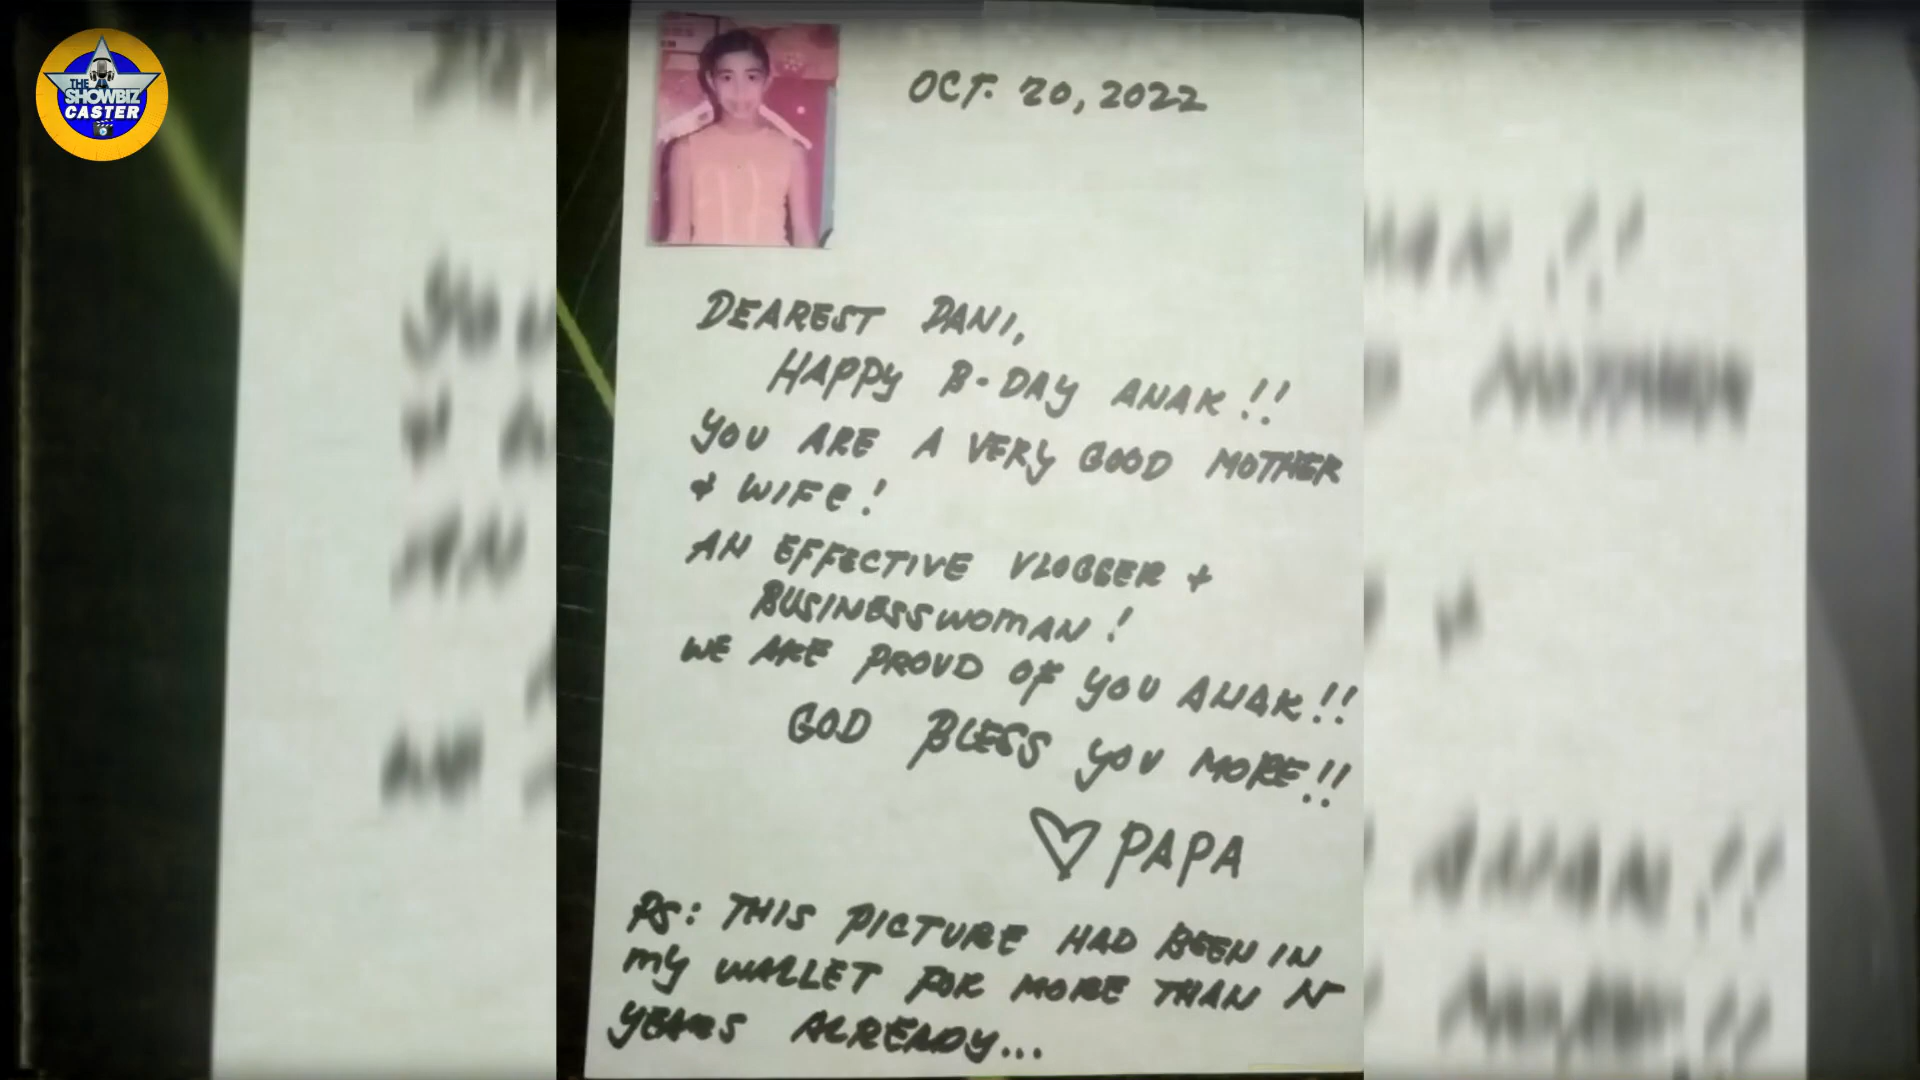 THE
SHOWBIZ
CASTER
OCT. 20, 2022
DEAREST DANI,
HAPPY B-DAY ANAK!!
YOU ARE A VERY GOOD MOTHER
& WIFE!
AN EFFECTIVE VLOGGER &
BUSINESSWOMAN!
WE ARE PROUD OF YOU ANAK!!
GOD BLESS YOU MORE!!
♡ PAPA
PS: THIS PICTURE HAD BEEN IN
MY WALLET FOR MORE THAN
YEARS ALREADY...